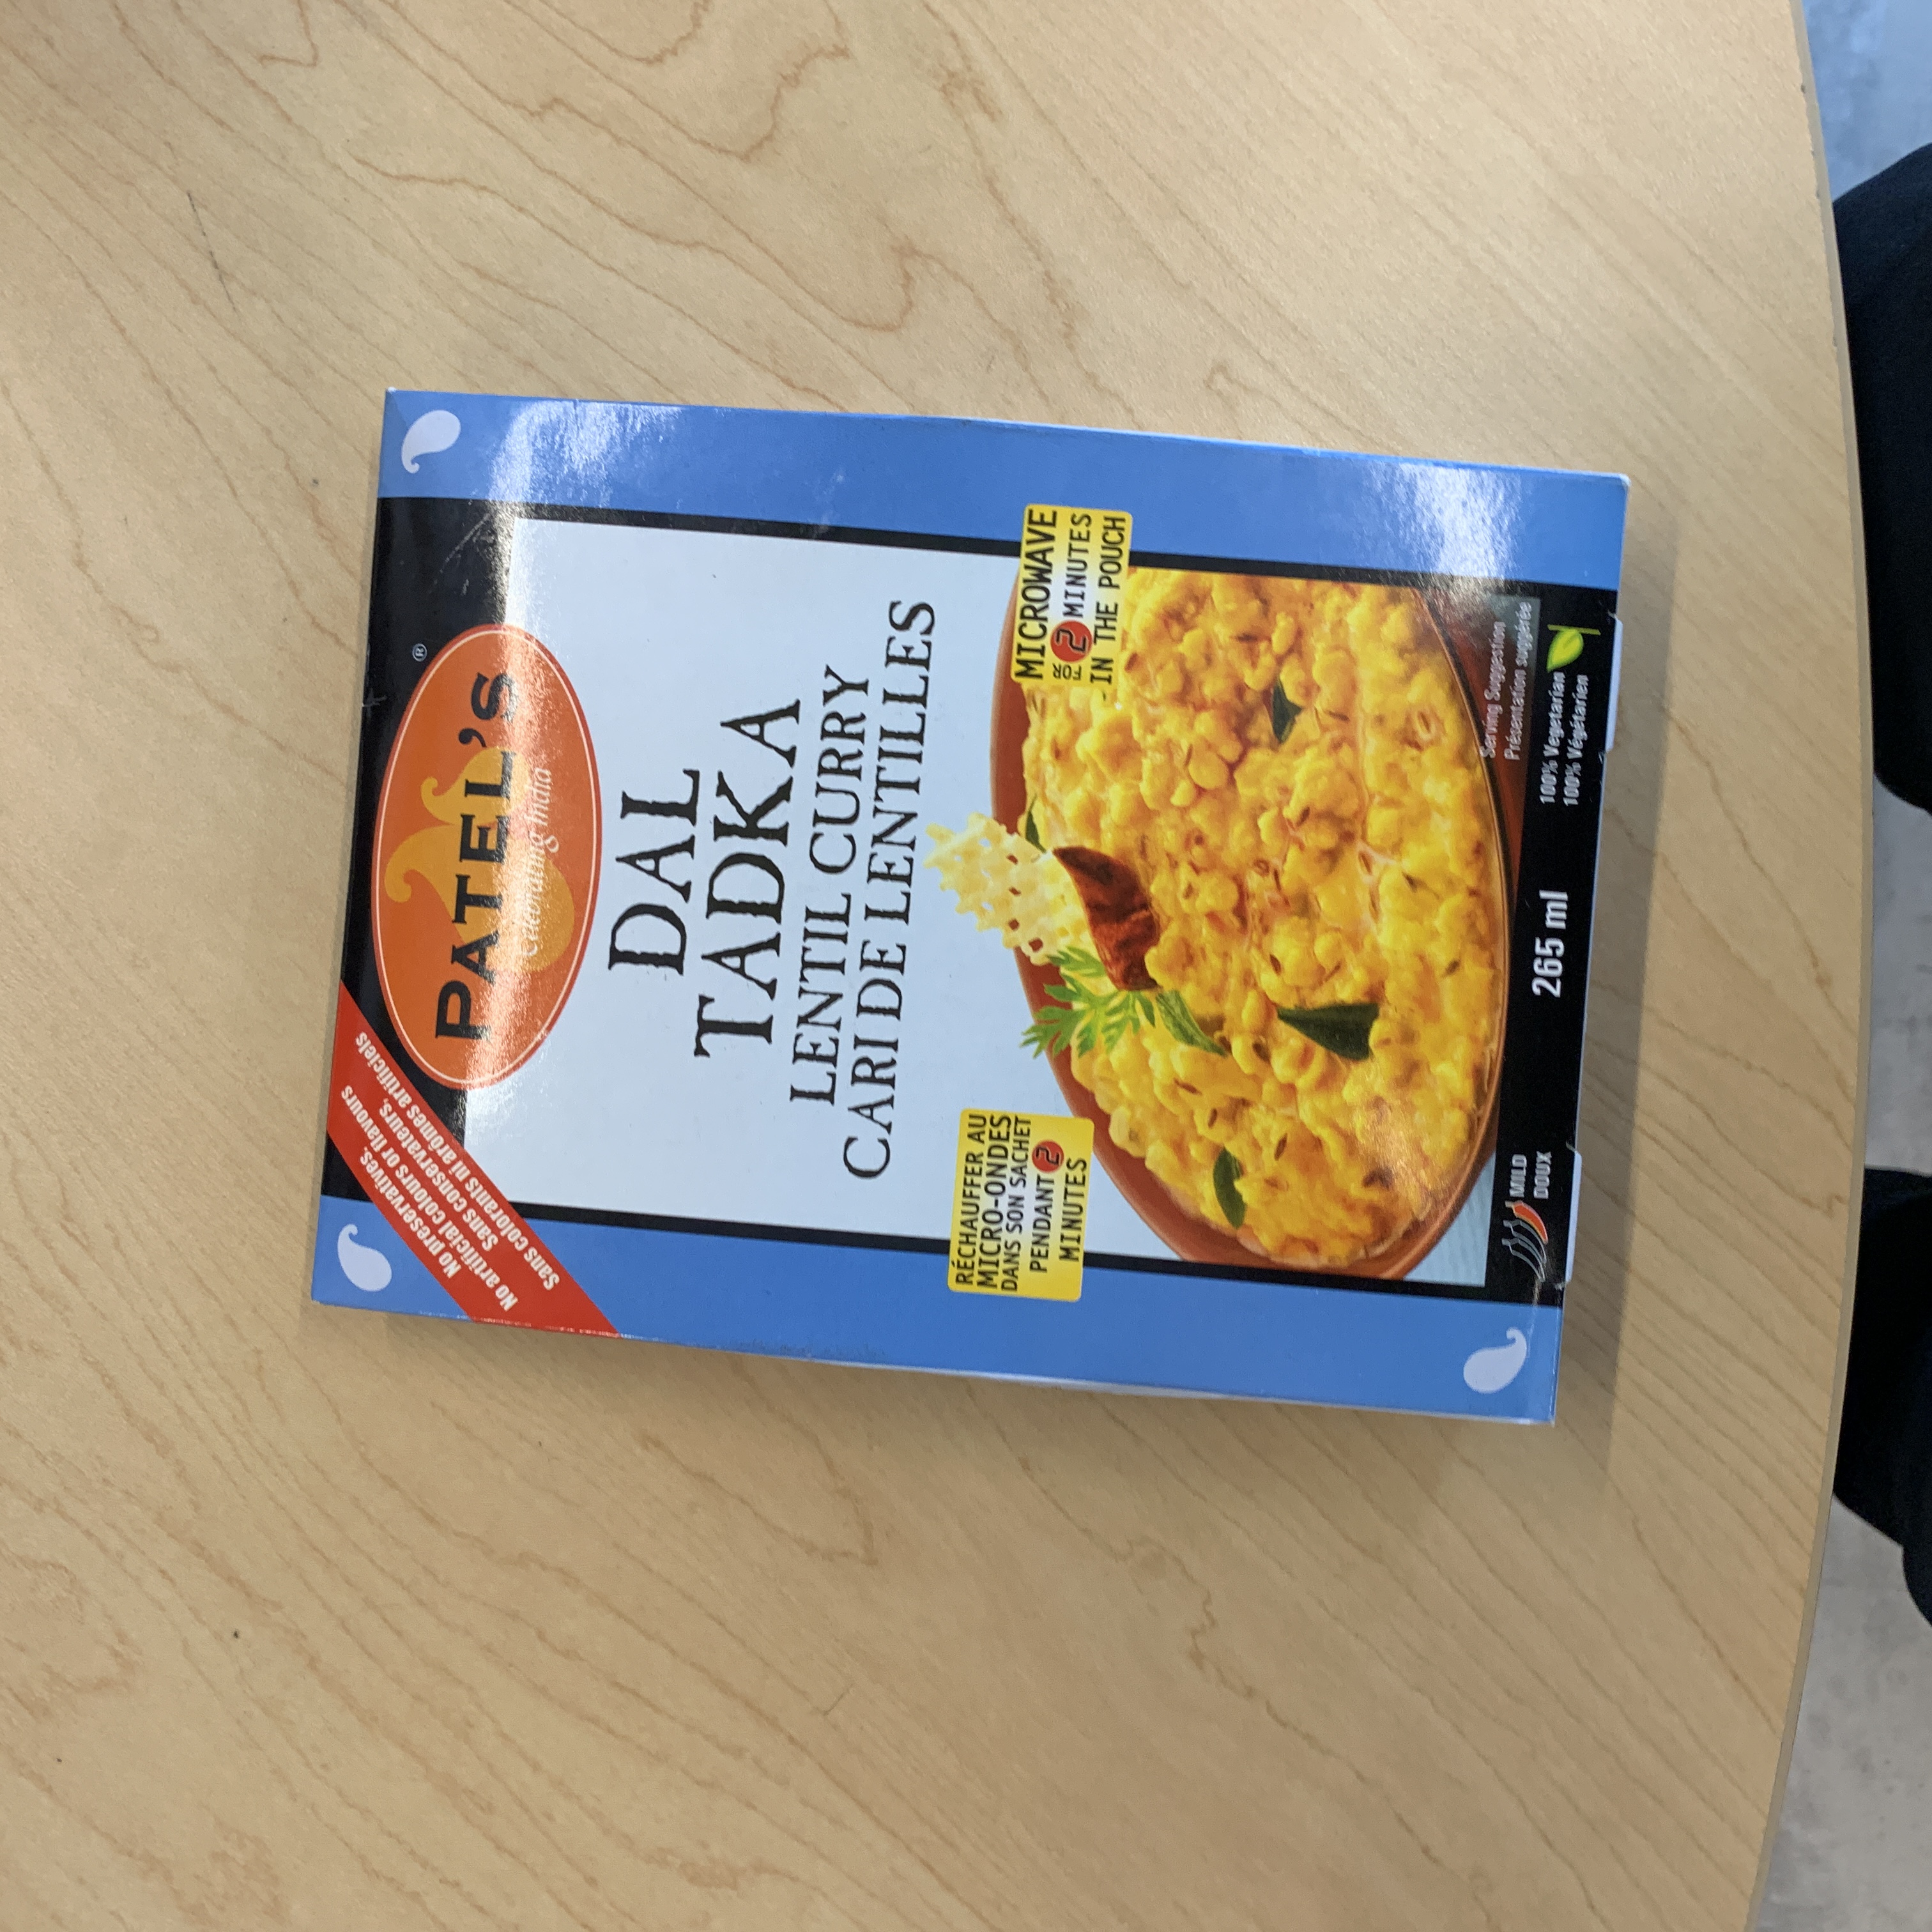 No preservatives.
No artificial colours or flavours
Sans conservateurs,
Sans colorants ni arômes artificiels
PATEL'S
®
Celebrating India
DAL
TADKA
LENTIL CURRY
CARI DE LENTILLES
RÉCHAUFFER AU
MICRO-ONDES
DANS SON SACHET
PENDANT 2
MINUTES
MICROWAVE
FOR 2 MINUTES
IN THE POUCH
Serving Suggestion
Présentation suggérée
MILD
DOUX
265 ml
100% Vegetarian
100% Végétarien